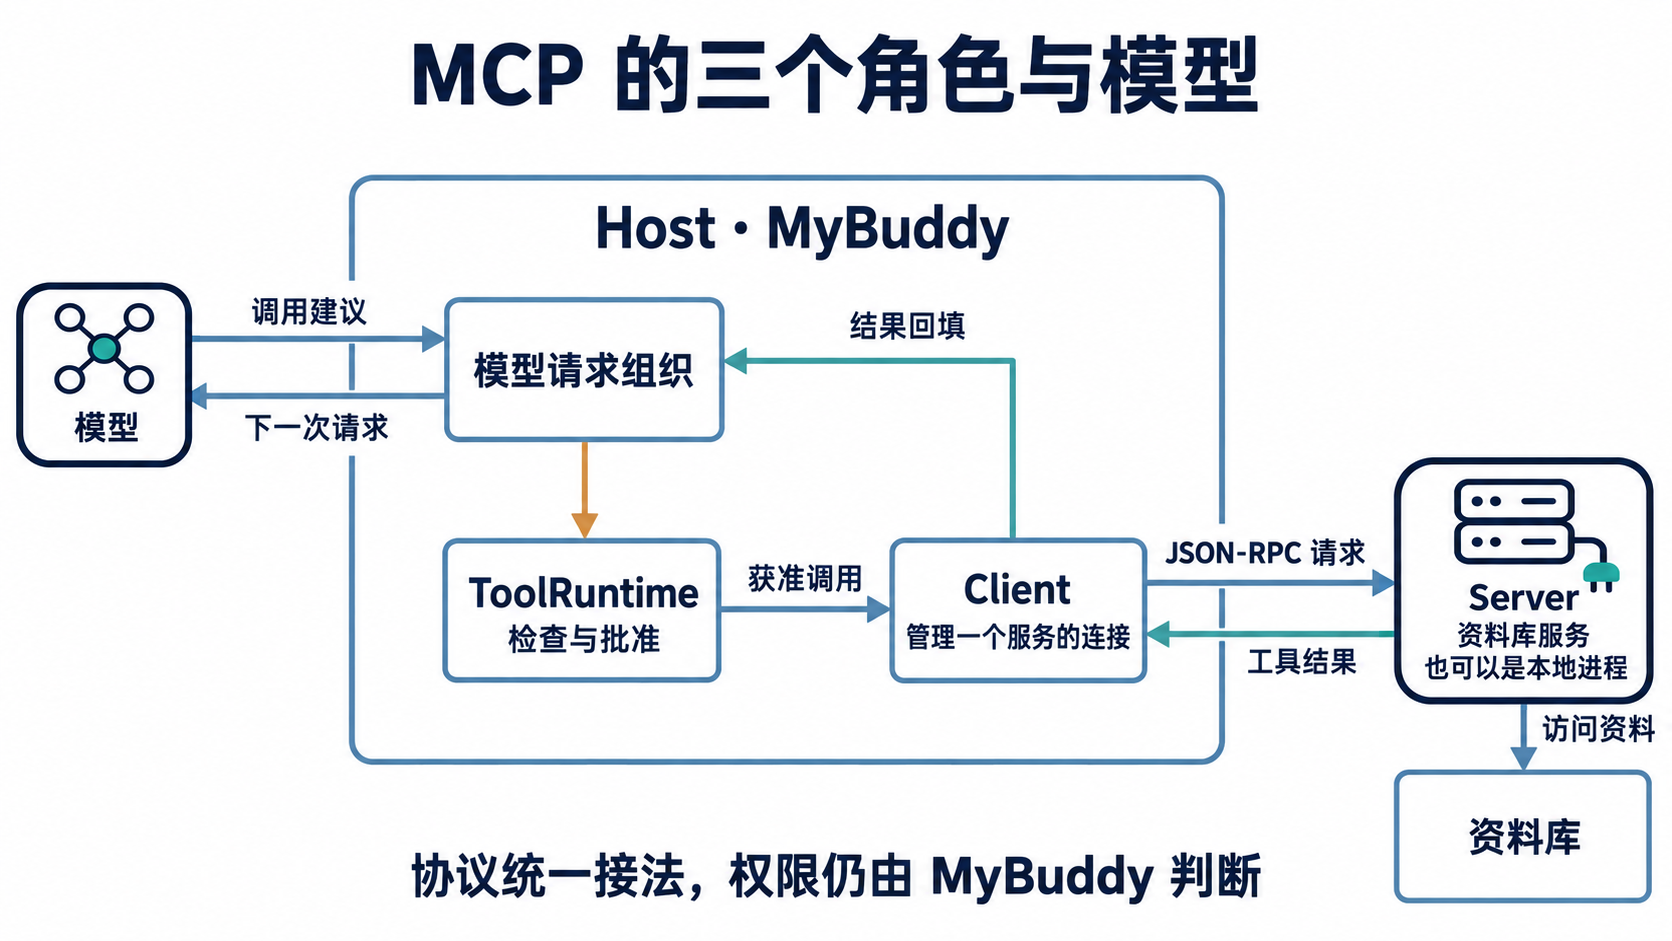 MCP 的三个角色与模型
Host · MyBuddy
模型
调用建议
下一次请求
模型请求组织
结果回填
ToolRuntime
检查与批准
获准调用
Client
管理一个服务的连接
JSON-RPC 请求
工具结果
Server
资料库服务
也可以是本地进程
访问资料
资料库
协议统一接法，权限仍由 MyBuddy 判断